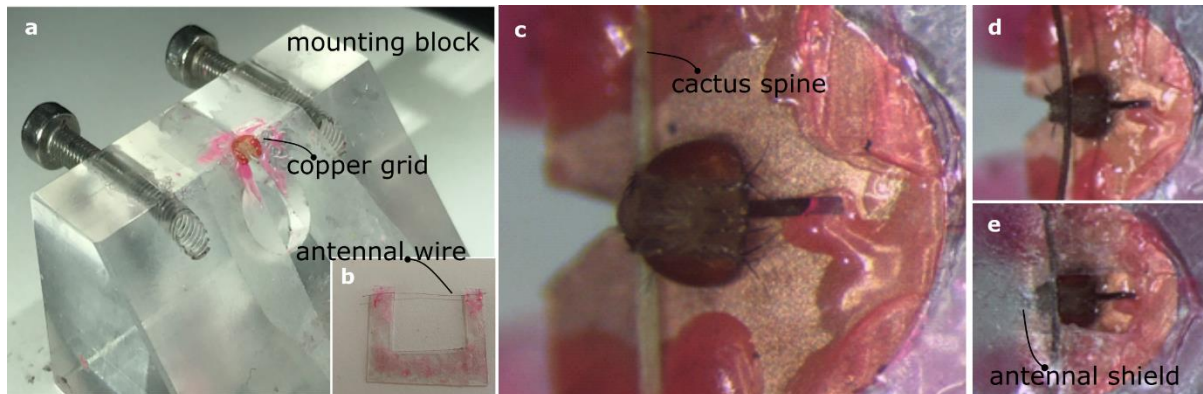 a
mounting block
copper grid
antennal wire
b
c
cactus spine
d
e
antennal shield